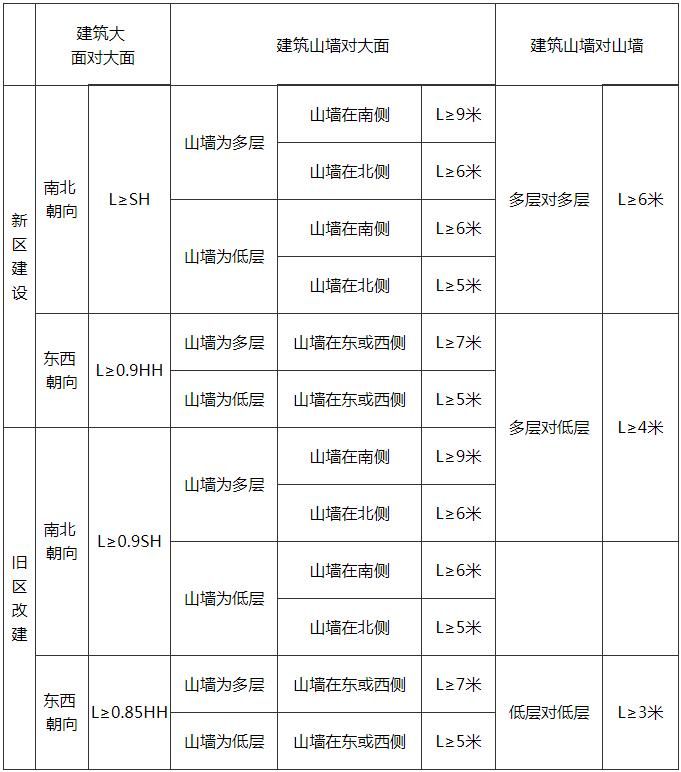 建筑大
面对大面
建筑山墙对大面
建筑山墙对山墙
新
区
建
设
南北
朝向
L≥SH
山墙为多层
山墙在南侧
L≥9米
山墙在北侧
L≥6米
山墙为低层
山墙在南侧
L≥6米
山墙在北侧
L≥5米
多层对多层
L≥6米
东西
朝向
L≥0.9HH
山墙为多层
山墙在东或西侧
L≥7米
山墙为低层
山墙在东或西侧
L≥5米
多层对低层
L≥4米
旧
区
改
建
南北
朝向
L≥0.9SH
山墙为多层
山墙在南侧
L≥9米
山墙在北侧
L≥6米
山墙为低层
山墙在南侧
L≥6米
山墙在北侧
L≥5米
东西
朝向
L≥0.85HH
山墙为多层
山墙在东或西侧
L≥7米
山墙为低层
山墙在东或西侧
L≥5米
低层对低层
L≥3米